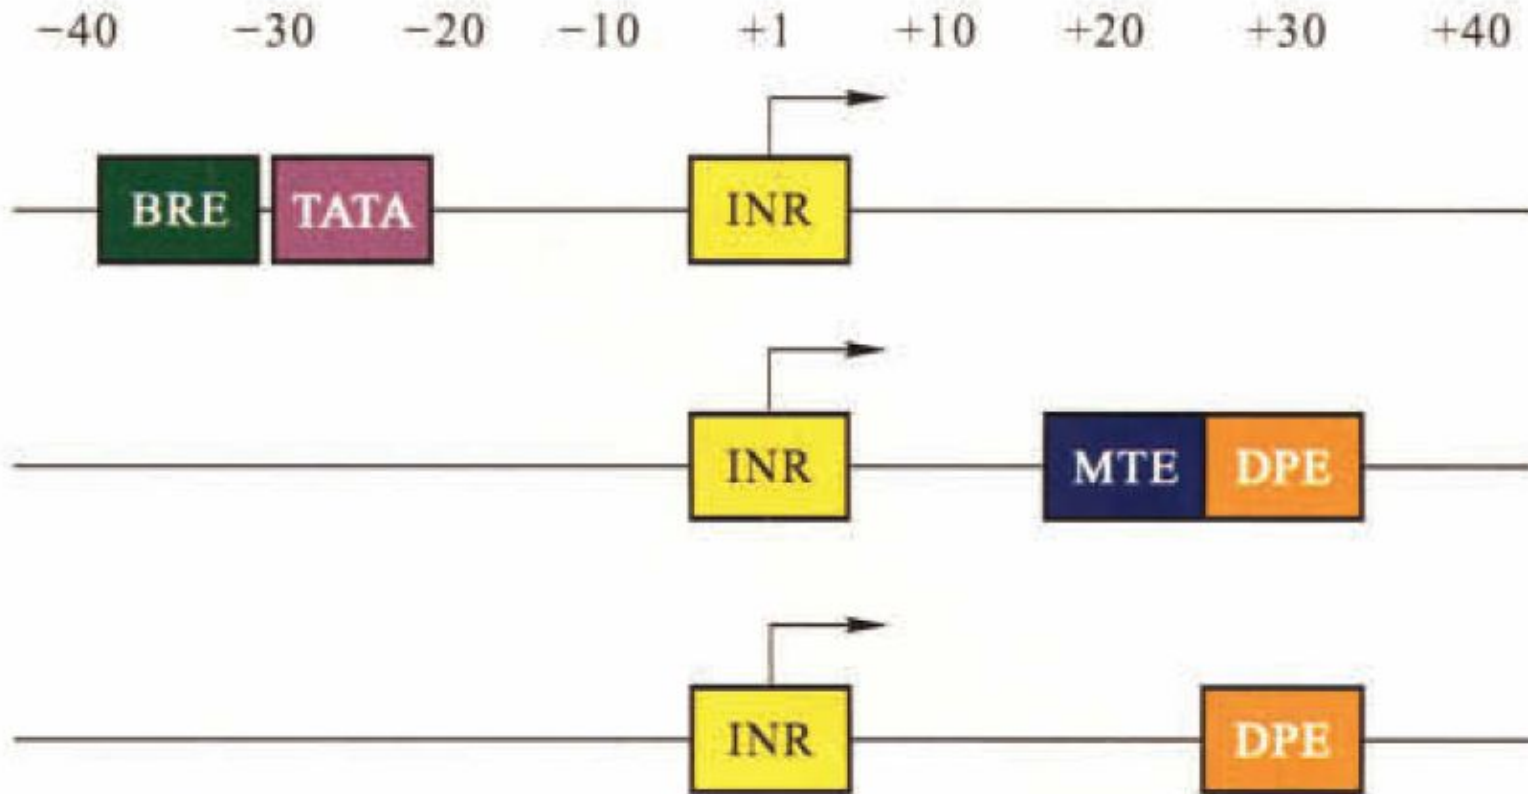 −40 −30 −20 −10 +1 +10 +20 +30 +40
BRE TATA INR
INR MTE DPE
INR DPE